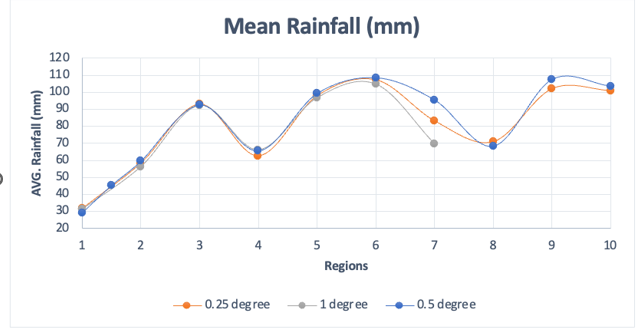 Mean Rainfall (mm)
AVG. Rainfall (mm)
120
110
100
90
80
70
60
50
40
30
20
1 2 3 4 5 6 7 8 9 10
Regions
0.25 degree 1 degree 0.5 degree